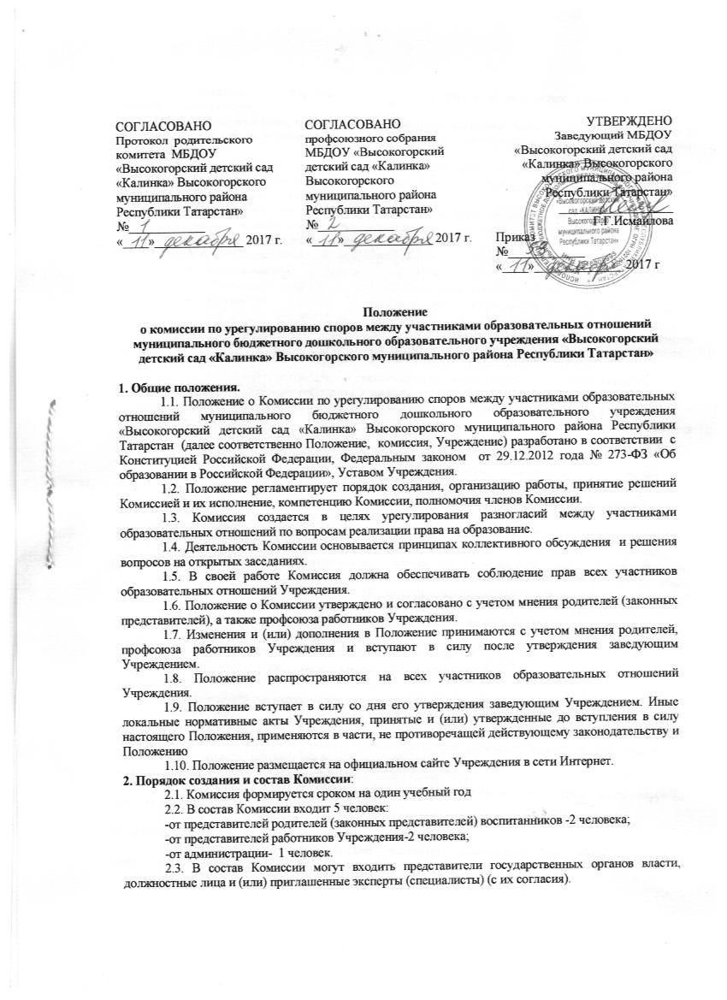 СОГЛАСОВАНО
Протокол родительского
комитета МБДОУ
«Высокогорский детский сад
«Калинка» Высокогорского
муниципального района
Республики Татарстан»
№ 1
« 11 » декабря 2017 г.
СОГЛАСОВАНО
профсоюзного собрания
МБДОУ «Высокогорский
детский сад «Калинка»
Высокогорского
муниципального района
Республики Татарстан»
№ 2
« 11 » декабря 2017 г.
УТВЕРЖДЕНО
Заведующий МБДОУ
«Высокогорский детский сад
«Калинка» Высокогорского
муниципального района
Республики Татарстан»
Г.Г.Исмайлова
Приказ
№ 59
« 11 » декабря 2017 г
«Высокогорский детский
сад «КАЛИНКА»
Высокогорского
муниципального района
Республики Татарстан»
Положение
о комиссии по урегулированию споров между участниками образовательных отношений
муниципального бюджетного дошкольного образовательного учреждения «Высокогорский
детский сад «Калинка» Высокогорского муниципального района Республики Татарстан»
1. Общие положения.
1.1. Положение о Комиссии по урегулированию споров между участниками образовательных
отношений муниципального бюджетного дошкольного образовательного учреждения
«Высокогорский детский сад «Калинка» Высокогорского муниципального района Республики
Татарстан (далее соответственно Положение, комиссия, Учреждение) разработано в соответствии с
Конституцией Российской Федерации, Федеральным законом от 29.12.2012 года № 273-ФЗ «Об
образовании в Российской Федерации», Уставом Учреждения.
1.2. Положение регламентирует порядок создания, организацию работы, принятие решений
Комиссией и их исполнение, компетенцию Комиссии, полномочия членов Комиссии.
1.3. Комиссия создается в целях урегулирования разногласий между участниками
образовательных отношений по вопросам реализации права на образование.
1.4. Деятельность Комиссии основывается принципах коллективного обсуждения и решения
вопросов на открытых заседаниях.
1.5. В своей работе Комиссия должна обеспечивать соблюдение прав всех участников
образовательных отношений Учреждения.
1.6. Положение о Комиссии утверждено и согласовано с учетом мнения родителей (законных
представителей), а также профсоюза работников Учреждения.
1.7. Изменения и (или) дополнения в Положение принимаются с учетом мнения родителей,
профсоюза работников Учреждения и вступают в силу после утверждения заведующим
Учреждением.
1.8. Положение распространяются на всех участников образовательных отношений
Учреждения.
1.9. Положение вступает в силу со дня его утверждения заведующим Учреждением. Иные
локальные нормативные акты Учреждения, принятые и (или) утвержденные до вступления в силу
настоящего Положения, применяются в части, не противоречащей действующему законодательству и
Положению
1.10. Положение размещается на официальном сайте Учреждения в сети Интернет.
2. Порядок создания и состав Комиссии:
2.1. Комиссия формируется сроком на один учебный год
2.2. В состав Комиссии входит 5 человек:
-от представителей родителей (законных представителей) воспитанников -2 человека;
-от представителей работников Учреждения-2 человека;
-от администрации- 1 человек.
2.3. В состав Комиссии могут входить представители государственных органов власти,
должностные лица и (или) приглашенные эксперты (специалисты) (с их согласия).